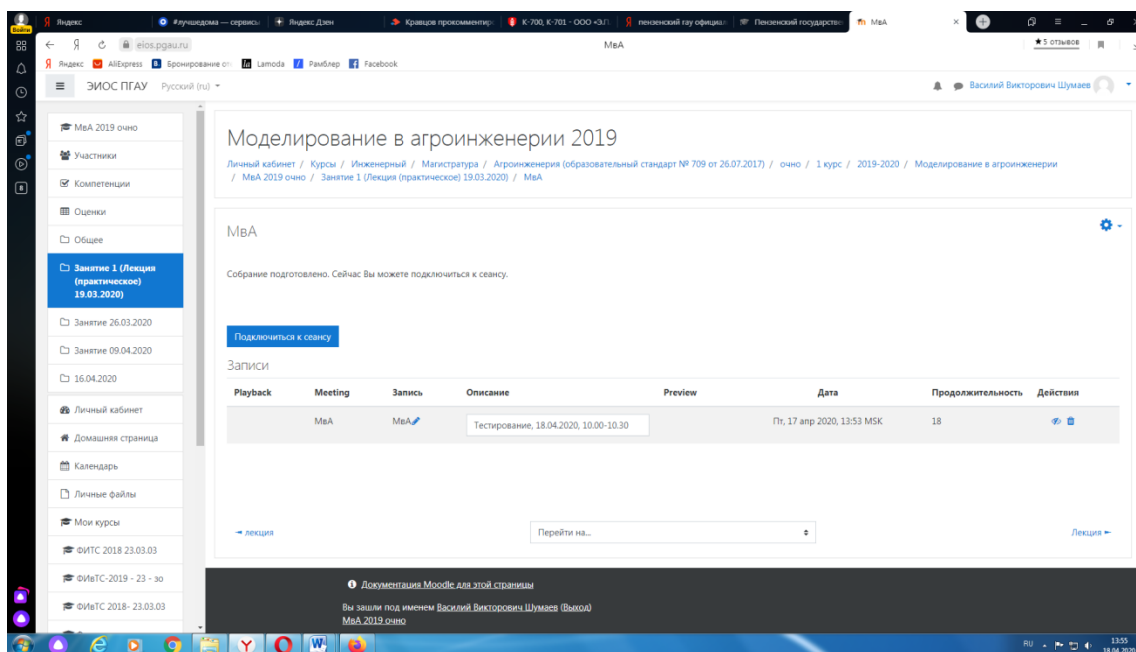 Яндекс
#лучшедома — сервисы
Яндекс Дзен
Кравцов прокомментир
К-700, К-701 - ООО «ЭЛ
пензенский гау официал
Пензенский государстве
МвА
Войти
eios.pgau.ru
МвА
★5 отзывов
Яндекс
AliExpress
Бронирование от
Lamoda
Рамблер
Facebook
ЭИОС ПГАУ
Русский (ru)
Василий Викторович Шумаев
МвА 2019 очно
Участники
Компетенции
Оценки
Общее
Занятие 1 (Лекция
(практическое)
19.03.2020)
Занятие 26.03.2020
Занятие 09.04.2020
16.04.2020
Личный кабинет
Домашняя страница
Календарь
Личные файлы
Мои курсы
ФИТС 2018 23.03.03
ФИвТС-2019 - 23 - зо
ФИвТС 2018- 23.03.03
Моделирование в агроинженерии 2019
Личный кабинет / Курсы / Инженерный / Магистратура / Агроинженерия (образовательный стандарт № 709 от 26.07.2017) / очно / 1 курс / 2019-2020 / Моделирование в агроинженерии
/ МвА 2019 очно / Занятие 1 (Лекция (практическое) 19.03.2020) / МвА
МвА
Собрание подготовлено. Сейчас Вы можете подключиться к сеансу.
Подключиться к сеансу
Записи
Playback Meeting Запись Описание Preview Дата Продолжительность Действия
МвА МвА Тестирование, 18.04.2020, 10.00-10.30 Пт, 17 апр 2020, 13:53 MSK 18
лекция
Перейти на...
Лекция
Документация Moodle для этой страницы
Вы зашли под именем Василий Викторович Шумаев (Выход)
МвА 2019 очно
RU
13:55
18.04.2020